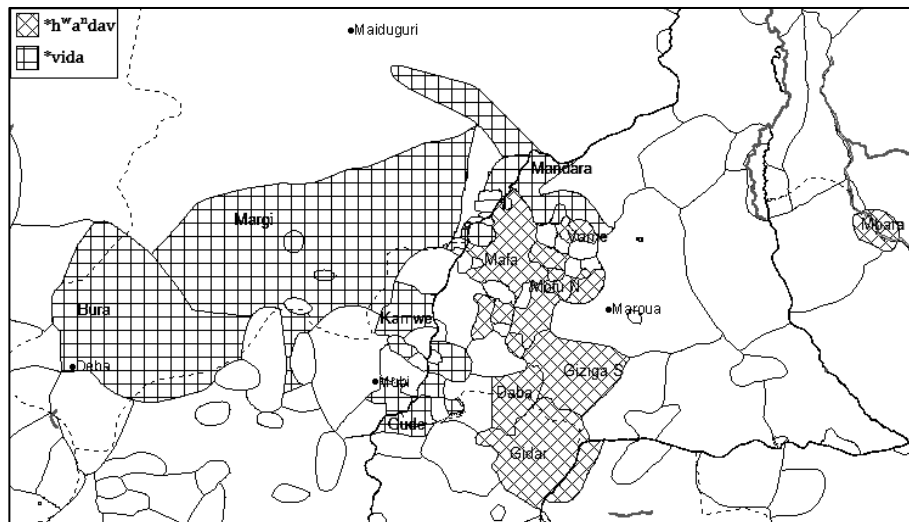 *hʷaⁿdav
*vida
Maiduguri
Mandara
Margi
Vame
Mbara
Mafa
Mofu N
Bura
Kamwe
Maroua
Deba
Giziga S
Mubi
Daba
Gude
Gidar